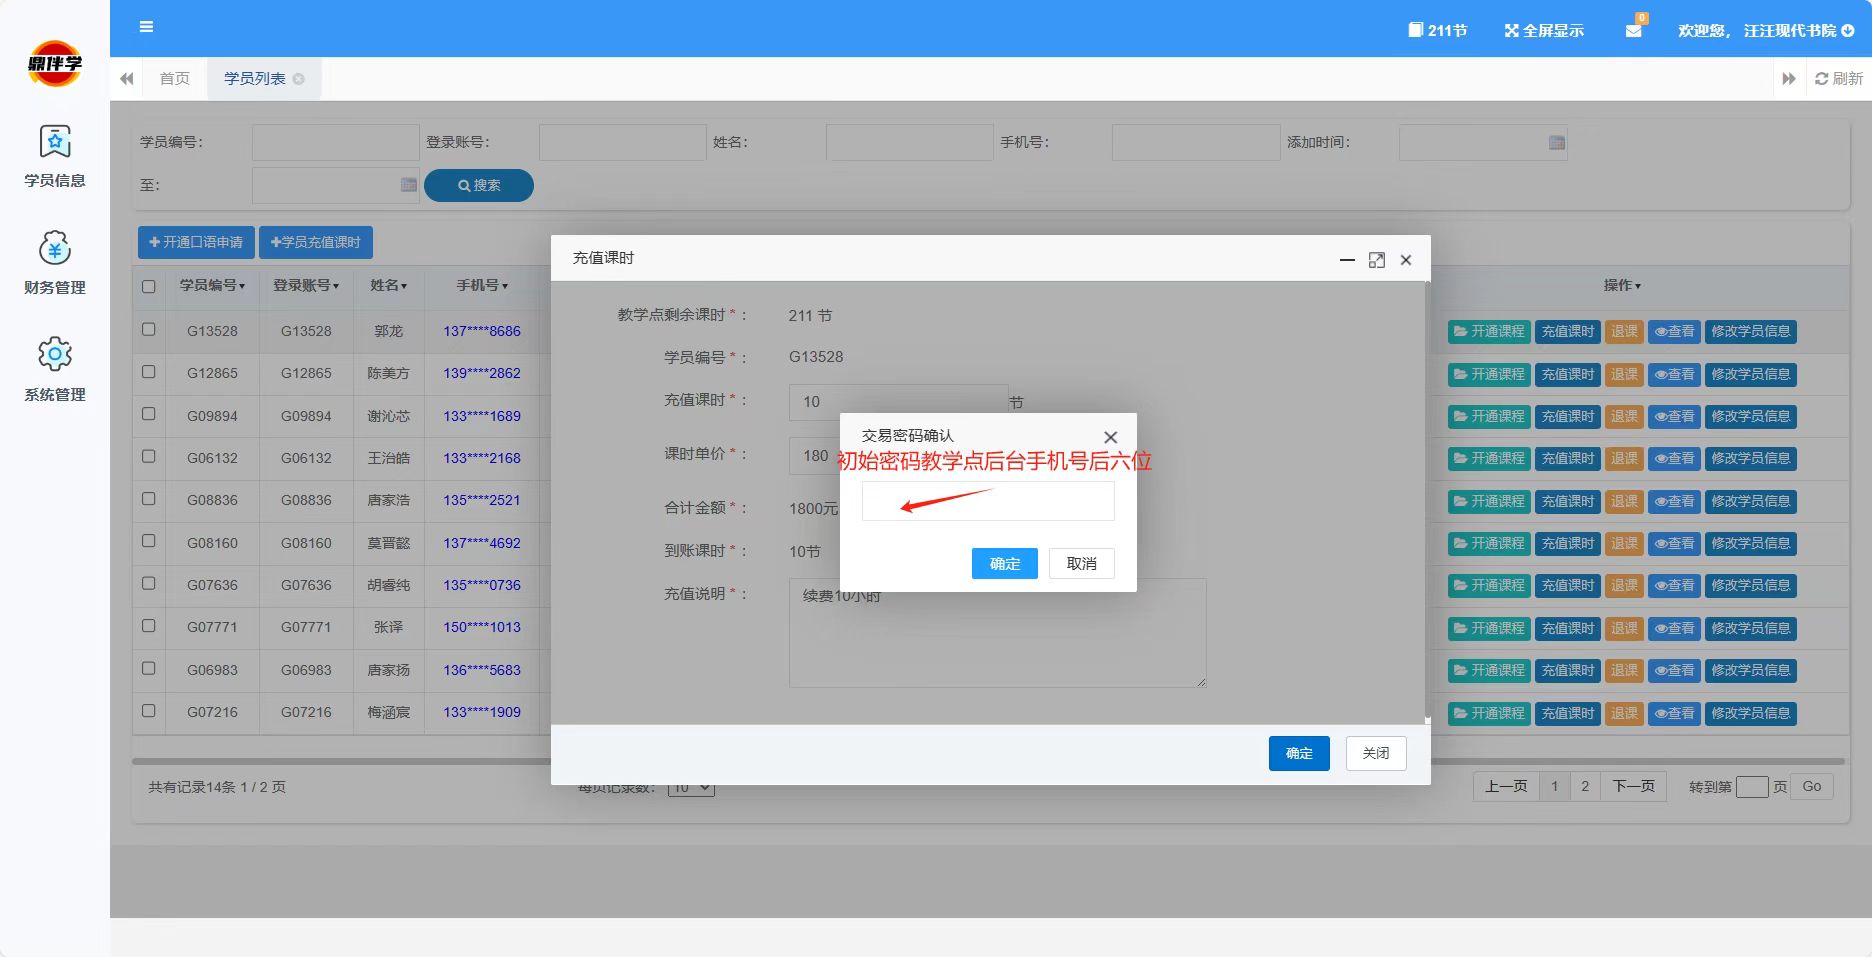 211节 全屏显示 0 欢迎您， 汪汪现代书院
鼎伴学
首页 学员列表 刷新
学员信息
财务管理
系统管理
学员编号： 登录账号： 姓名： 手机号： 添加时间：
至： 搜索
开通口语申请 学员充值课时
学员编号 登录账号 姓名 手机号 操作
G13528 G13528 郭龙 137****8686 开通课程 充值课时 退课 查看 修改学员信息
G12865 G12865 陈美方 139****2862 开通课程 充值课时 退课 查看 修改学员信息
G09894 G09894 谢沁芯 133****1689 开通课程 充值课时 退课 查看 修改学员信息
G06132 G06132 王治皓 133****2168 开通课程 充值课时 退课 查看 修改学员信息
G08836 G08836 唐家浩 135****2521 开通课程 充值课时 退课 查看 修改学员信息
G08160 G08160 莫晋懿 137****4692 开通课程 充值课时 退课 查看 修改学员信息
G07636 G07636 胡睿纯 135****0736 开通课程 充值课时 退课 查看 修改学员信息
G07771 G07771 张译 150****1013 开通课程 充值课时 退课 查看 修改学员信息
G06983 G06983 唐家扬 136****5683 开通课程 充值课时 退课 查看 修改学员信息
G07216 G07216 梅涵宸 133****1909 开通课程 充值课时 退课 查看 修改学员信息
充值课时
教学点剩余课时*： 211 节
学员编号*： G13528
充值课时*： 10 节
课时单价*： 180
合计金额*： 1800元
到账课时*： 10节
充值说明*： 续费10小时
交易密码确认
初始密码教学点后台手机号后六位
确定 取消
确定 关闭
共有记录14条 1 / 2 页 每页记录数： 10 上一页 1 2 下一页 转到第 页 Go